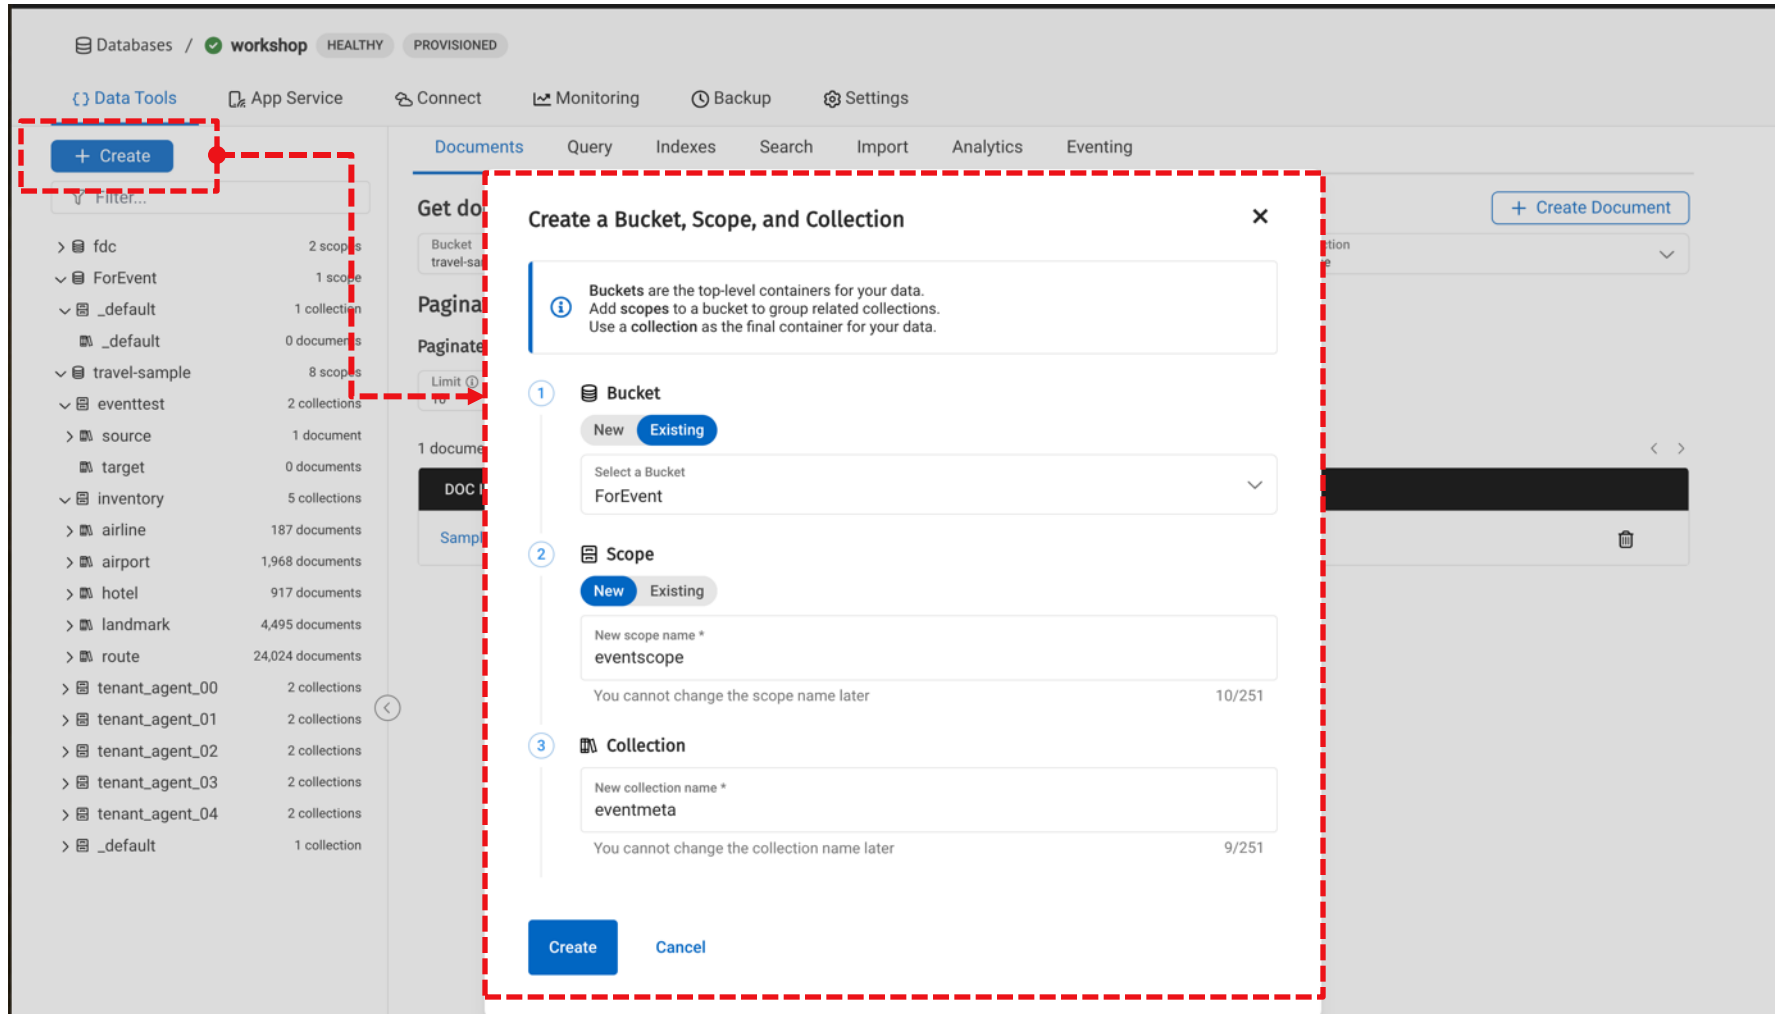 Databases / workshop HEALTHY PROVISIONED
Data Tools App Service Connect Monitoring Backup Settings
+ Create
Filter...
fdc 2 scopes
ForEvent 1 scope
_default 1 collection
_default 0 documents
travel-sample 8 scopes
eventtest 2 collections
source 1 document
target 0 documents
inventory 5 collections
airline 187 documents
airport 1,968 documents
hotel 917 documents
landmark 4,495 documents
route 24,024 documents
tenant_agent_00 2 collections
tenant_agent_01 2 collections
tenant_agent_02 2 collections
tenant_agent_03 2 collections
tenant_agent_04 2 collections
_default 1 collection
Documents Query Indexes Search Import Analytics Eventing
Get do
+ Create Document
Bucket
travel-sa
ction
e
Pagina
Paginate
Limit
1 docume
DOC I
Sampl
Create a Bucket, Scope, and Collection
Buckets are the top-level containers for your data.
Add scopes to a bucket to group related collections.
Use a collection as the final container for your data.
1 Bucket
New Existing
Select a Bucket
ForEvent
2 Scope
New Existing
New scope name *
eventscope
You cannot change the scope name later 10/251
3 Collection
New collection name *
eventmeta
You cannot change the collection name later 9/251
Create Cancel